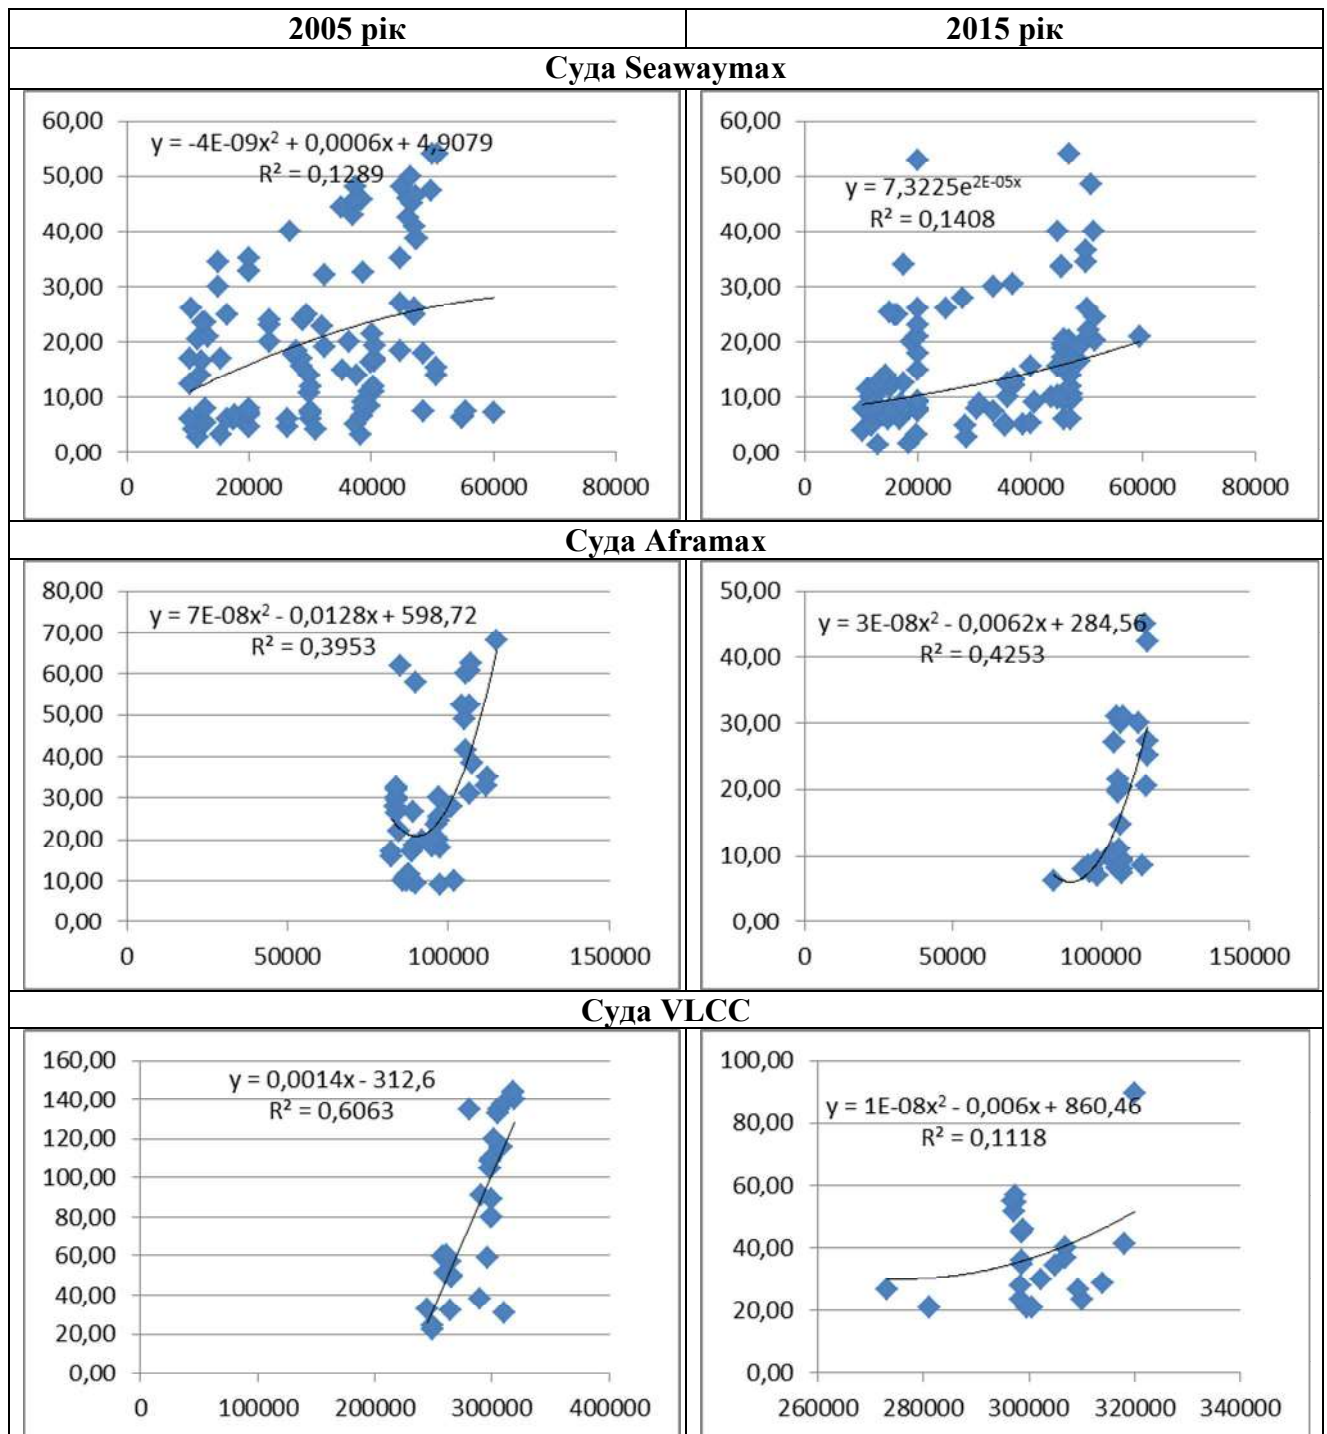 2005 рік
2015 рік
Суда Seawaymax
60,00
50,00
40,00
30,00
20,00
10,00
0,00
0 20000 40000 60000 80000
y = -4E-09x² + 0,0006x + 4,9079
R² = 0,1289
60,00
50,00
40,00
30,00
20,00
10,00
0,00
0 20000 40000 60000 80000
y = 7,3225e²ᴱ⁻⁰⁵ˣ
R² = 0,1408
Суда Aframax
80,00
70,00
60,00
50,00
40,00
30,00
20,00
10,00
0,00
0 50000 100000 150000
y = 7E-08x² - 0,0128x + 598,72
R² = 0,3953
50,00
40,00
30,00
20,00
10,00
0,00
0 50000 100000 150000
y = 3E-08x² - 0,0062x + 284,56
R² = 0,4253
Суда VLCC
160,00
140,00
120,00
100,00
80,00
60,00
40,00
20,00
0,00
0 100000 200000 300000 400000
y = 0,0014x - 312,6
R² = 0,6063
100,00
80,00
60,00
40,00
20,00
0,00
260000 280000 300000 320000 340000
y = 1E-08x² - 0,006x + 860,46
R² = 0,1118